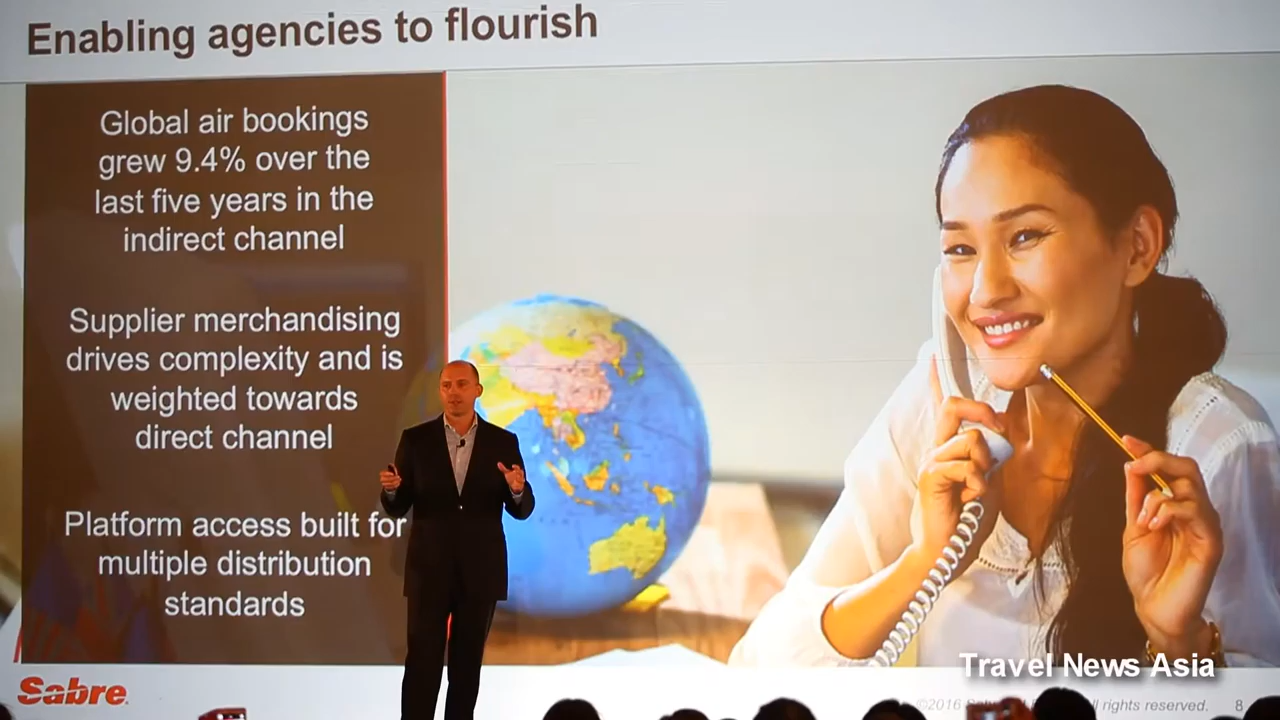 Enabling agencies to flourish
Global air bookings
grew 9.4% over the
last five years in the
indirect channel
Supplier merchandising
drives complexity and is
weighted towards
direct channel
Platform access built for
multiple distribution
standards
Travel News Asia
Sabre
©2016 rights reserved.
8